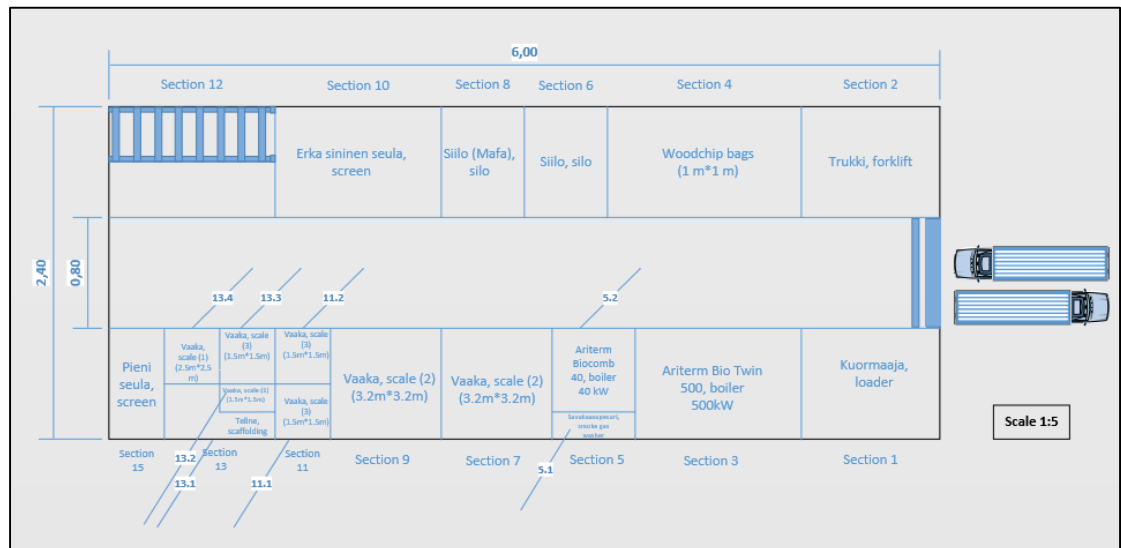 6,00
Section 12
Section 10
Section 8
Section 6
Section 4
Section 2
Erka sininen seula,
screen
Siilo (Mafa),
silo
Siilo, silo
Woodchip bags
(1 m*1 m)
Trukki, forklift
2,40
0,80
13.4
13.3
11.2
5.2
Pieni
seula,
screen
Vaaka,
scale (1)
(2.5m*2.5
m)
Vaaka, scale
(3)
(1.5m*1.5m)
Vaaka, scale (3)
(1.5m*1.5m)
Teline,
scaffolding
Vaaka, scale
(3)
(1.5m*1.5m)
Vaaka, scale
(3)
(1.5m*1.5m)
Vaaka, scale (2)
(3.2m*3.2m)
Vaaka, scale (2)
(3.2m*3.2m)
Ariterm
Biocomb
40, boiler
40 kW
smoke gas
washer
Ariterm Bio Twin
500, boiler
500kW
Kuormaaja,
loader
Scale 1:5
Section
15
13.2
Section
13
13.1
11.1
Section
11
Section 9
Section 7
5.1
Section 5
Section 3
Section 1